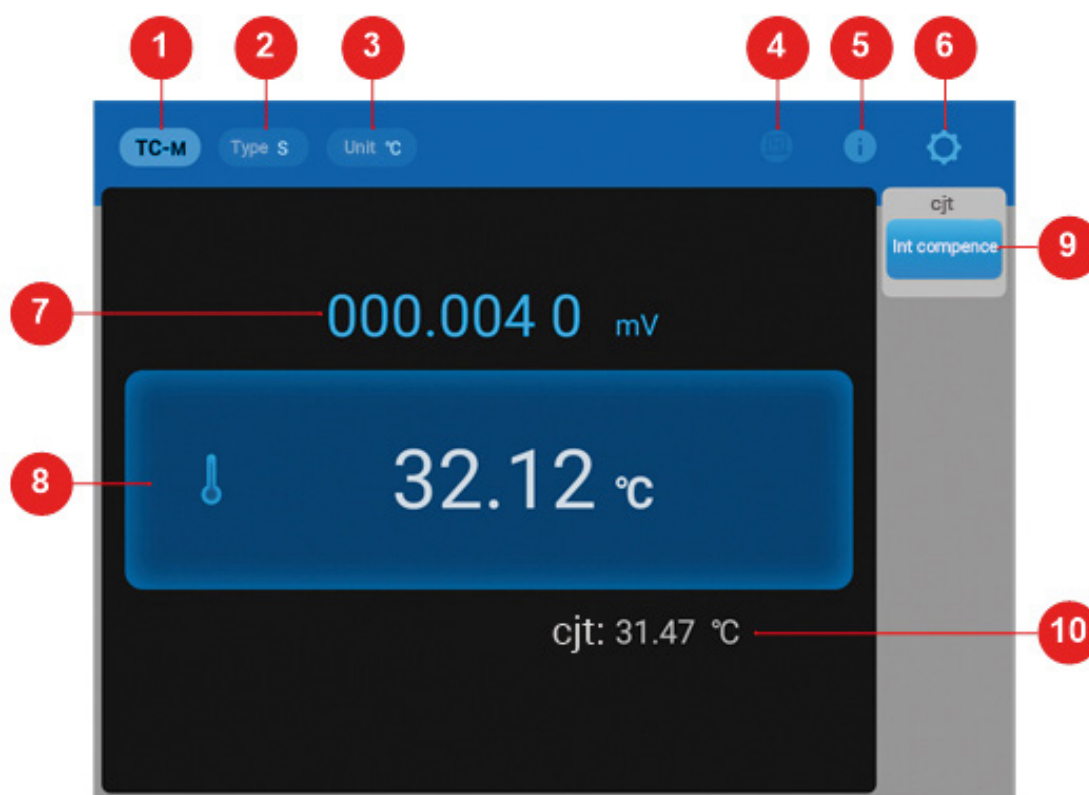 1 2 3 4 5 6
TC-M Type S Unit ℃
cjt
Int compence 9
7 000.004 0 mV
8 32.12 ℃
cjt: 31.47 ℃ 10